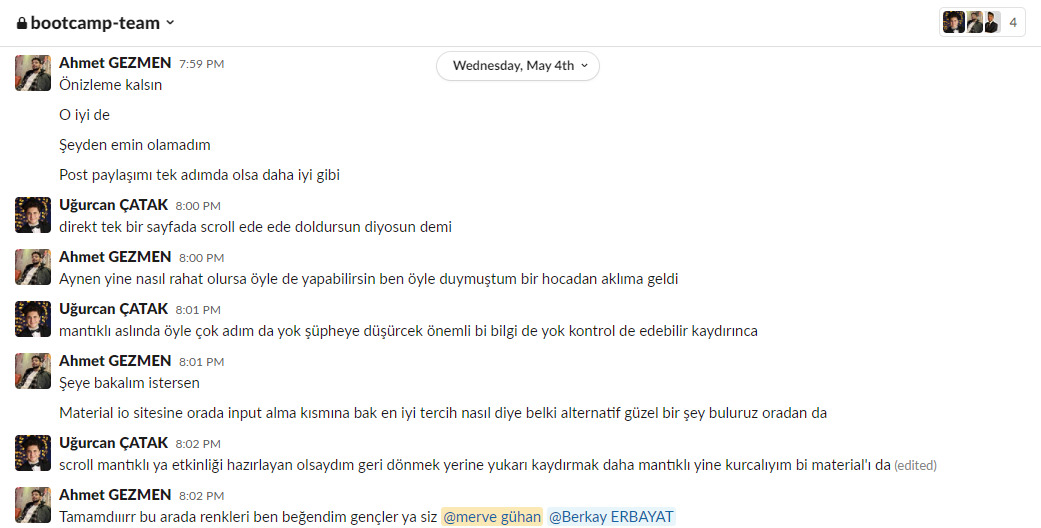 bootcamp-team
4
Wednesday, May 4th
Ahmet GEZMEN 7:59 PM
Önizleme kalsın
O iyi de
Şeyden emin olamadım
Post paylaşımı tek adımda olsa daha iyi gibi
Uğurcan ÇATAK 8:00 PM
direkt tek bir sayfada scroll ede ede doldursun diyosun demi
Ahmet GEZMEN 8:00 PM
Aynen yine nasıl rahat olursa öyle de yapabilirsin ben öyle duymuştum bir hocadan aklıma geldi
Uğurcan ÇATAK 8:01 PM
mantıklı aslında öyle çok adım da yok şüpheye düşürcek önemli bi bilgi de yok kontrol de edebilir kaydırınca
Ahmet GEZMEN 8:01 PM
Şeye bakalım istersen
Material io sitesine orada input alma kısmına bak en iyi tercih nasıl diye belki alternatif güzel bir şey buluruz oradan da
Uğurcan ÇATAK 8:02 PM
scroll mantıklı ya etkinliği hazırlayan olsaydım geri dönmek yerine yukarı kaydırmak daha mantıklı yine kurcalıyım bi material'ı da (edited)
Ahmet GEZMEN 8:02 PM
Tamamdıııırr bu arada renkleri ben beğendim gençler ya siz @merve gühan @Berkay ERBAYAT